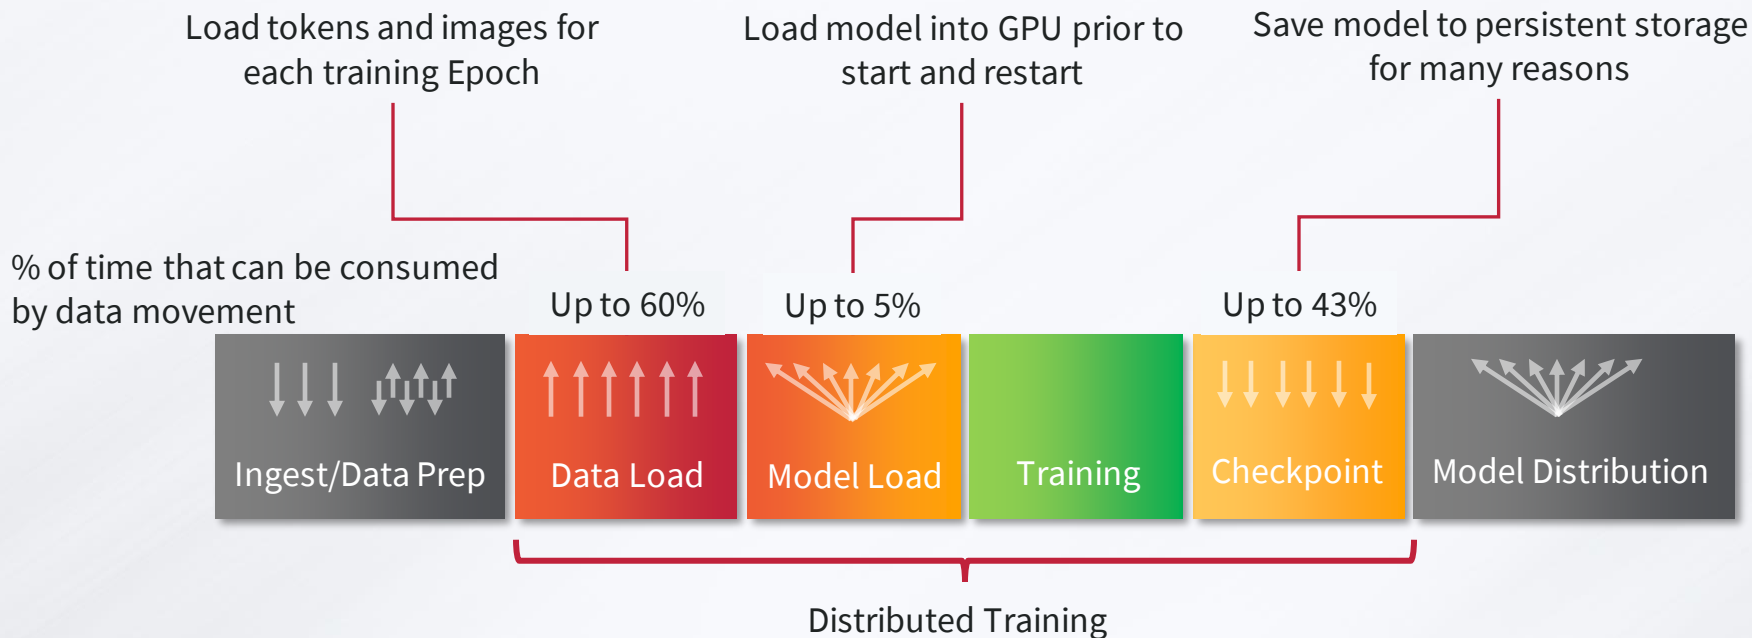 Load tokens and images for
each training Epoch
Load model into GPU prior to
start and restart
Save model to persistent storage
for many reasons
% of time that can be consumed
by data movement
Up to 60%
Up to 5%
Up to 43%
Ingest/Data Prep
Data Load
Model Load
Training
Checkpoint
Model Distribution
Distributed Training